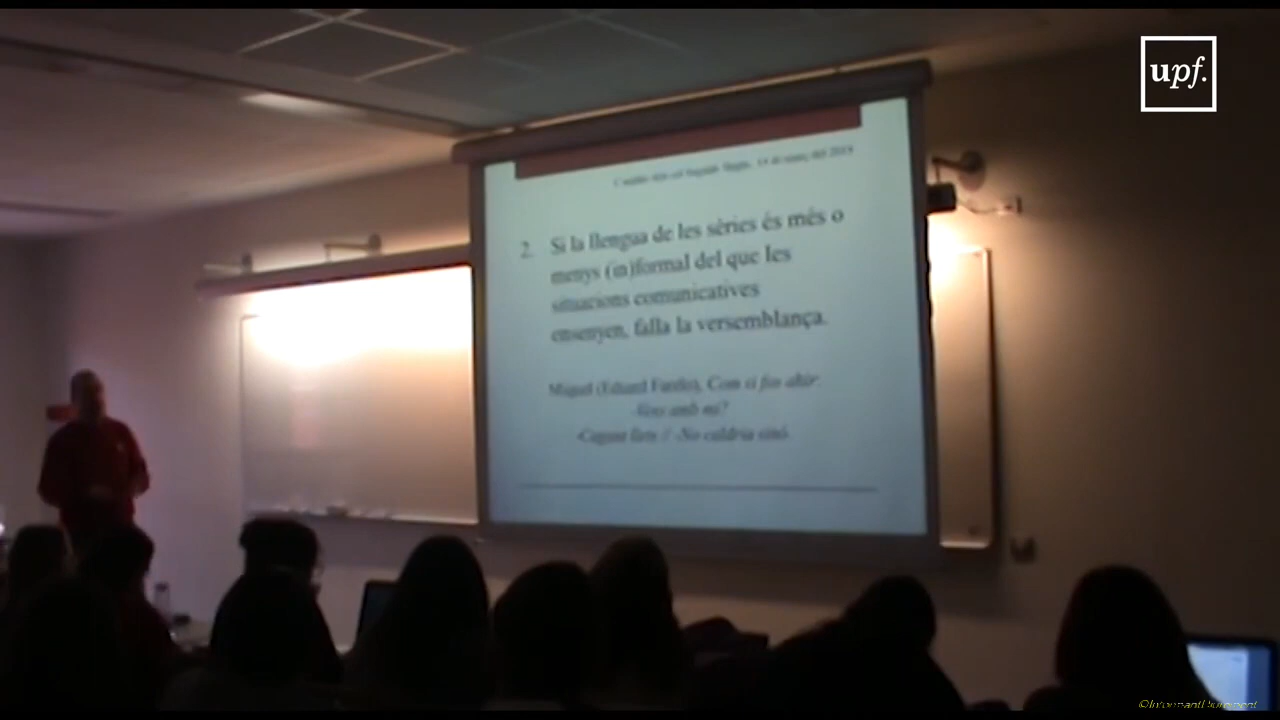 upf.
2. Si la llengua de les sèries és més o
menys (in)formal del que les
situacions comunicatives
ensenyen, falla la versemblança.
Miquel (Eduard Farelo), Com si fos ahir:
-Vens amb mi?
-No caldria sinó.